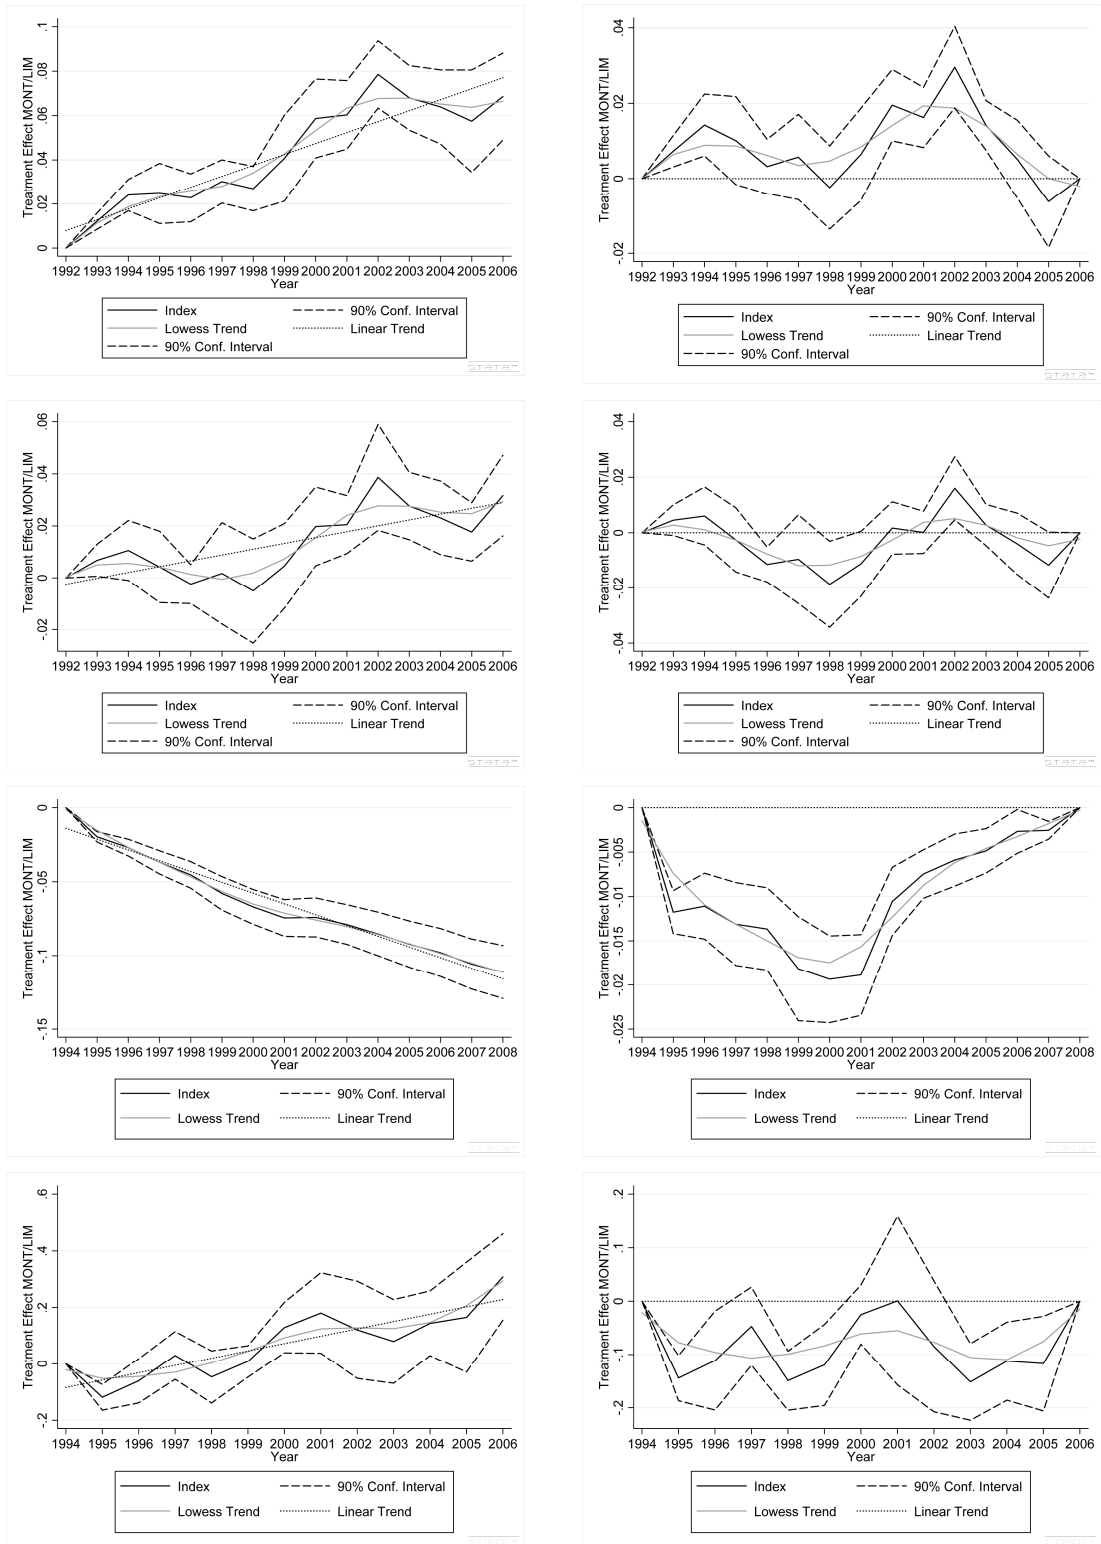 Treatment Effect MONT/LIM
.1
.08
.06
.04
.02
0
1992 1993 1994 1995 1996 1997 1998 1999 2000 2001 2002 2003 2004 2005 2006
Year
Index
90% Conf. Interval
Lowess Trend
Linear Trend
90% Conf. Interval
STATA™
Treatment Effect MONT/LIM
.04
.02
0
-.02
1992 1993 1994 1995 1996 1997 1998 1999 2000 2001 2002 2003 2004 2005 2006
Year
Index
90% Conf. Interval
Lowess Trend
Linear Trend
90% Conf. Interval
STATA™
Treatment Effect MONT/LIM
.06
.04
.02
0
-.02
1992 1993 1994 1995 1996 1997 1998 1999 2000 2001 2002 2003 2004 2005 2006
Year
Index
90% Conf. Interval
Lowess Trend
Linear Trend
90% Conf. Interval
STATA™
Treatment Effect MONT/LIM
.04
.02
0
-.02
-.04
1992 1993 1994 1995 1996 1997 1998 1999 2000 2001 2002 2003 2004 2005 2006
Year
Index
90% Conf. Interval
Lowess Trend
Linear Trend
90% Conf. Interval
STATA™
Treatment Effect MONT/LIM
0
-.05
-.1
-.15
1994 1995 1996 1997 1998 1999 2000 2001 2002 2003 2004 2005 2006 2007 2008
Year
Index
90% Conf. Interval
Lowess Trend
Linear Trend
Treatment Effect MONT/LIM
0
-.005
-.01
-.015
-.02
-.025
1994 1995 1996 1997 1998 1999 2000 2001 2002 2003 2004 2005 2006 2007 2008
Year
Index
90% Conf. Interval
Lowess Trend
Linear Trend
Treatment Effect MONT/LIM
.6
.4
.2
0
-.2
1994 1995 1996 1997 1998 1999 2000 2001 2002 2003 2004 2005 2006
Year
Index
90% Conf. Interval
Lowess Trend
Linear Trend
Treatment Effect MONT/LIM
.2
.1
0
-.1
-.2
1994 1995 1996 1997 1998 1999 2000 2001 2002 2003 2004 2005 2006
Year
Index
90% Conf. Interval
Lowess Trend
Linear Trend